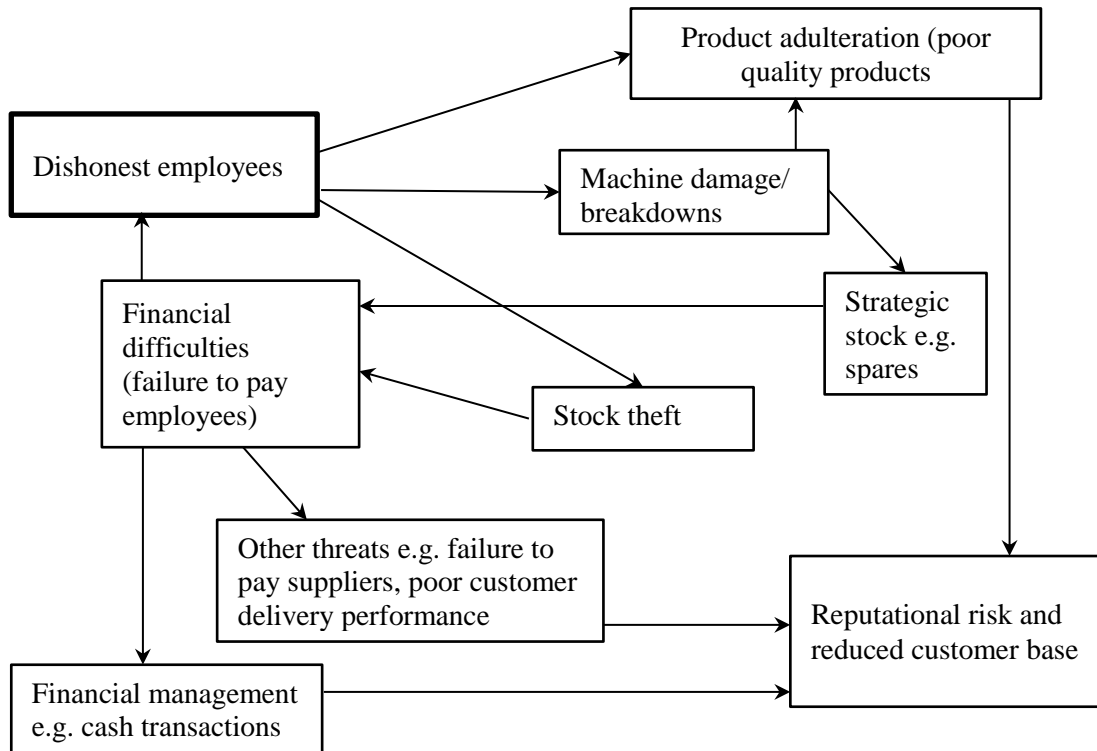 Product adulteration (poor
quality products
Dishonest employees
Machine damage/
breakdowns
Financial
difficulties
(failure to pay
employees)
Strategic
stock e.g.
spares
Stock theft
Other threats e.g. failure to
pay suppliers, poor customer
delivery performance
Reputational risk and
reduced customer base
Financial management
e.g. cash transactions